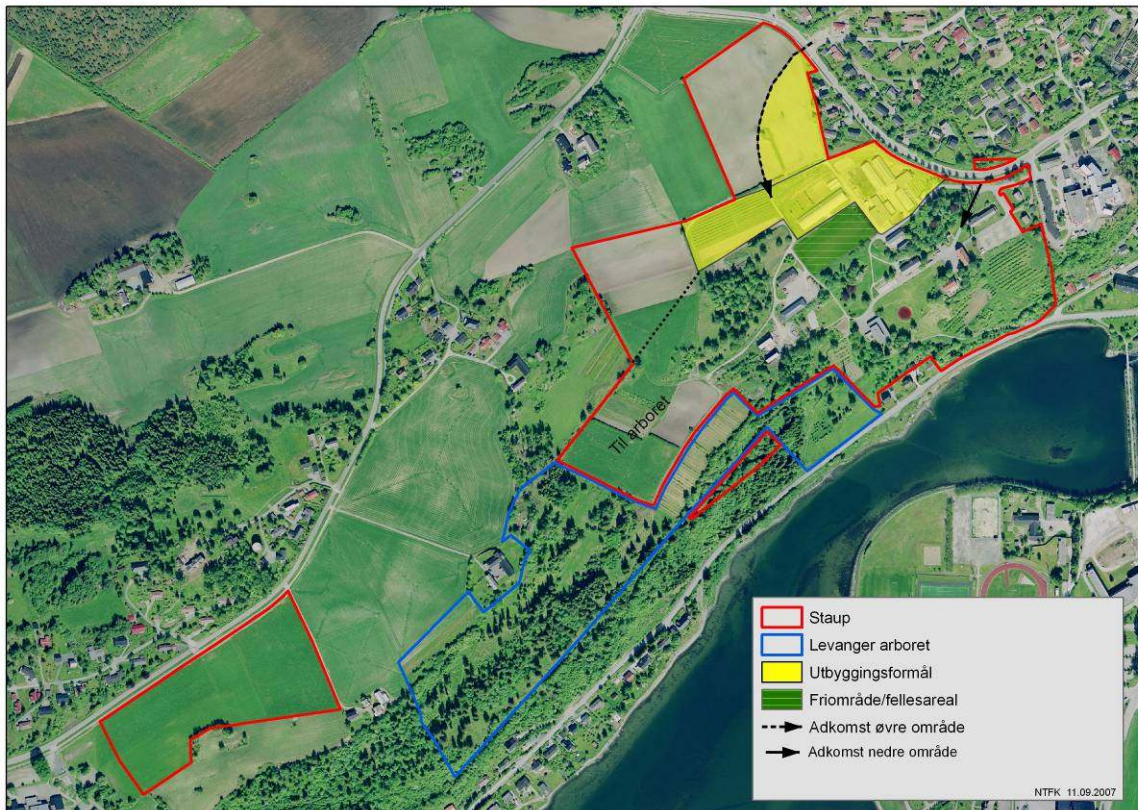 Til arboret
Staup
Levanger arboret
Utbyggingsformål
Friområde/fellesareal
Adkomst øvre område
Adkomst nedre område
NTFK 11.09.2007